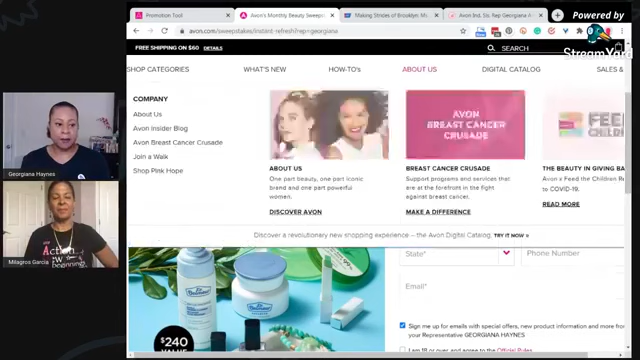 Promotion Tool
Avon's Monthly Beauty Sweeps
Making Strides of Brooklyn: M
Avon Ind. Sls. Rep Georgiana
Powered by
StreamYard
avon.com/sweepstakes/instant-refresh?rep=georgiana
FREE SHIPPING ON $60 DETAILS
SEARCH
SHOP CATEGORIES
WHAT'S NEW
HOW-TO's
ABOUT US
DIGITAL CATALOG
SALES &
COMPANY
About Us
Avon Insider Blog
Avon Breast Cancer Crusade
Join a Walk
Shop Pink Hope
ABOUT US
One part beauty, one part iconic
brand and one part powerful
women.
DISCOVER AVON
AVON
BREAST CANCER
CRUSADE
BREAST CANCER CRUSADE
Support programs and services that
are at the forefront in the fight
against breast cancer.
MAKE A DIFFERENCE
FEED
CHILDRE
THE BEAUTY IN GIVING BA
Avon x Feed the Children Re
to COVID-19.
READ MORE
Discover a revolutionary new shopping experience – the Avon Digital Catalog. TRY IT NOW
State*
Phone Number
Email*
Sign me up for emails with special offers, new product information and more from
your Representative GEORGIANA HAYNES
I am 18 or over and agree to the Official Rules
$240
VALUE
Georgiana Haynes
Milagros Garcia
Action
New
beginning